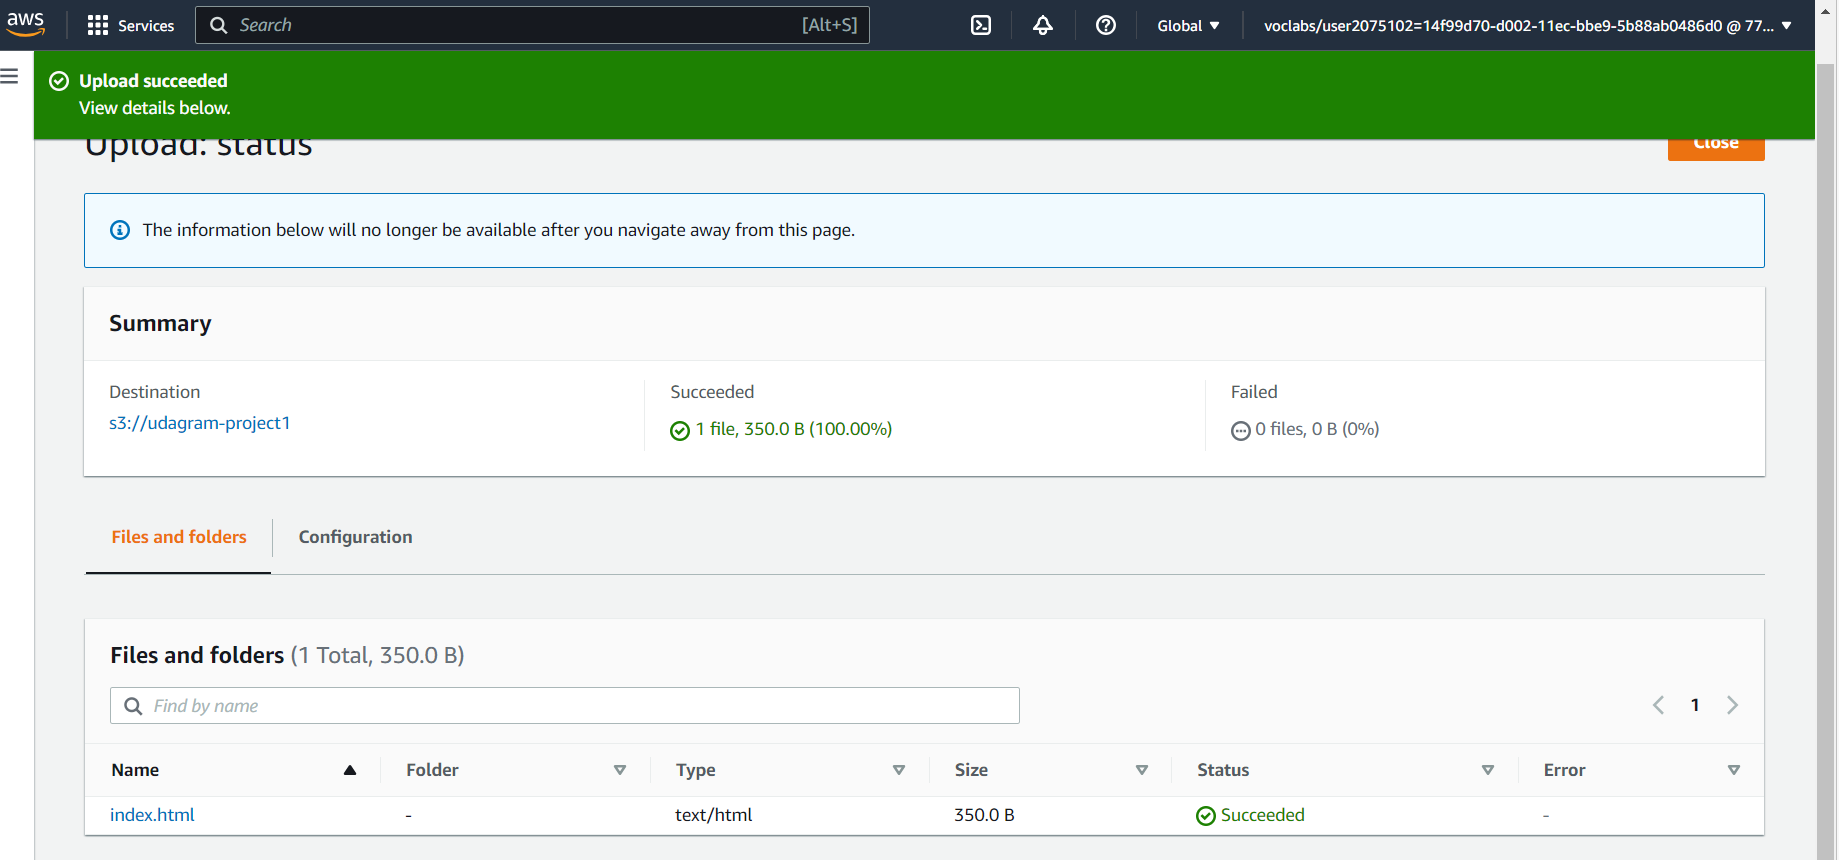 aws Services Search [Alt+S] Global voclabs/user2075102=14f99d70-d002-11ec-bbe9-5b88ab0486d0 @ 77...
Upload succeeded
View details below.
Upload: status
Close
The information below will no longer be available after you navigate away from this page.
Summary
Destination Succeeded Failed
s3://udagram-project1 1 file, 350.0 B (100.00%) 0 files, 0 B (0%)
Files and folders Configuration
Files and folders (1 Total, 350.0 B)
Find by name 1
Name Folder Type Size Status Error
index.html - text/html 350.0 B Succeeded -